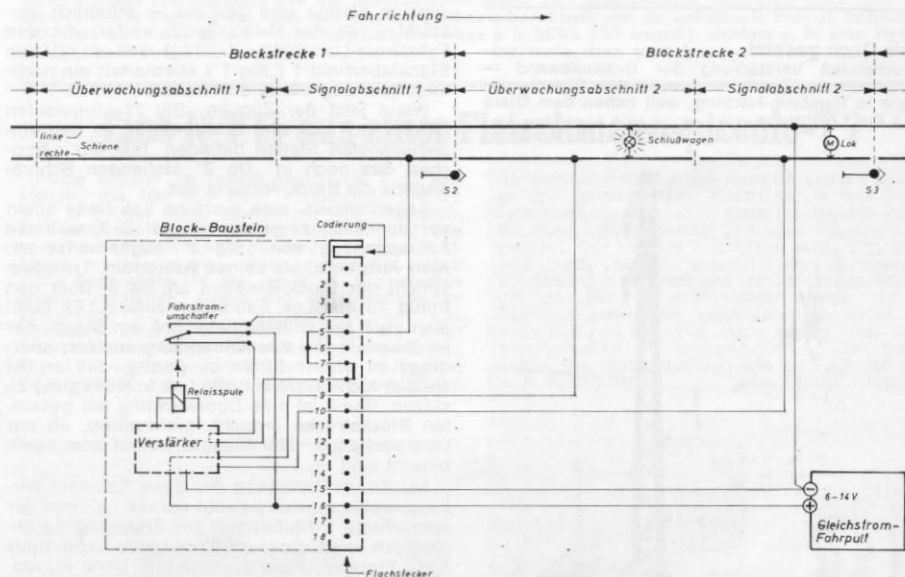 Fahrrichtung
Blockstrecke 1
Blockstrecke 2
Überwachungsabschnitt 1
Signalabschnitt 1
Überwachungsabschnitt 2
Signalabschnitt 2
linke
rechte
Schiene
Schlußwagen
M
Lok
S2
S3
Block-Baustein
Codierung
Fahrstrom-
umschalter
Relaisspule
Verstärker
1
2
3
4
5
6
7
8
9
10
11
12
13
14
15
16
17
18
6-14V
Gleichstrom-
Fahrpult
Flachstecker